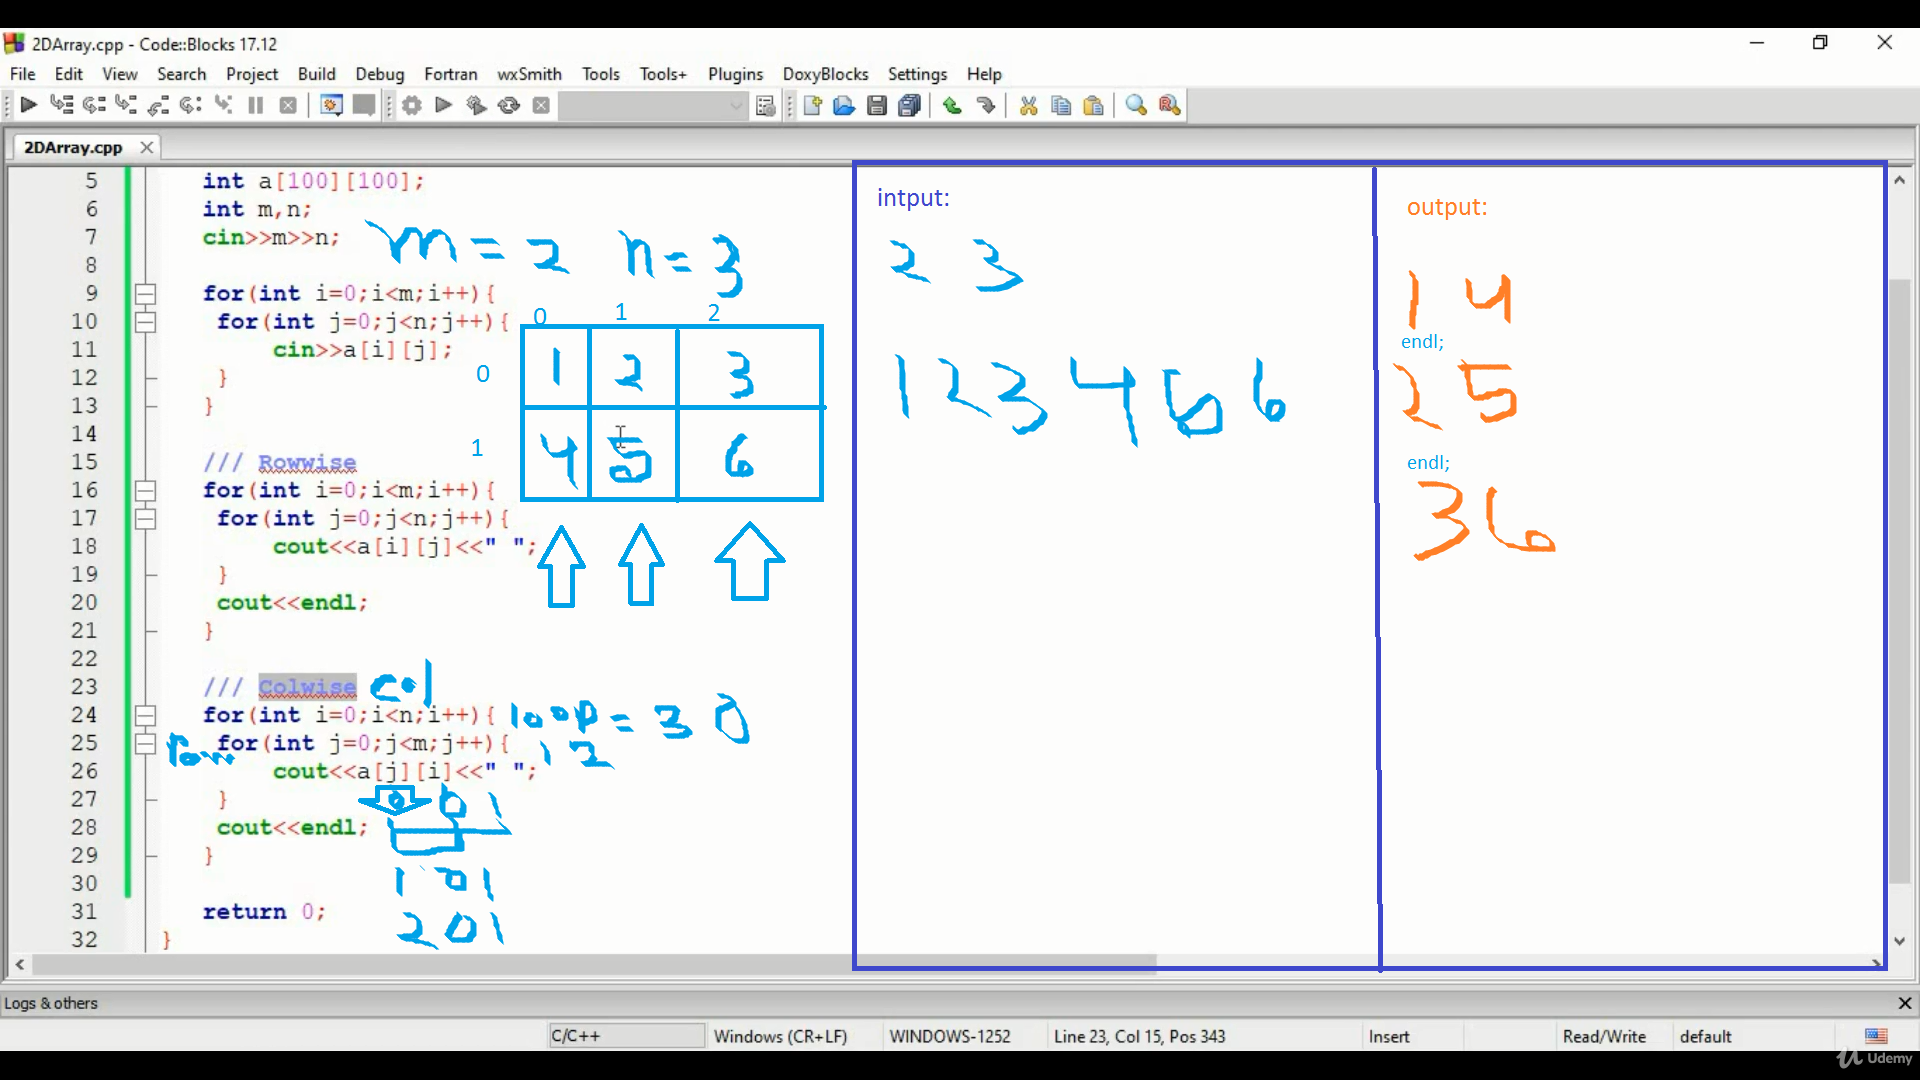 2DArray.cpp - Code::Blocks 17.12
File Edit View Search Project Build Debug Fortran wxSmith Tools Tools+ Plugins DoxyBlocks Settings Help
2DArray.cpp
5 int a[100][100];
6 int m,n;
7 cin>>m>>n;
m = 2 n = 3
8
9 for(int i=0;i<m;i++){
10 for(int j=0;j<n;j++){
11 cin>>a[i][j];
12 }
13 }
14
15 /// Rowwise
16 for(int i=0;i<m;i++){
17 for(int j=0;j<n;j++){
18 cout<<a[i][j]<<" ";
19 }
20 cout<<endl;
21 }
22
23 /// Colwise col
24 for(int i=0;i<n;i++){ loop = 3 0
25 row for(int j=0;j<m;j++){ 1 2
26 cout<<a[j][i]<<" ";
27 } 0 0 1
28 cout<<endl;
29 }
30 1 0 1
31 return 0;
32 } 2 0 1
0 1 2
0 1 2 3
1 4 5 6
intput:
2 3
1 2 3 4 5 6
output:
1 4
endl;
2 5
endl;
3 6
Logs & others
C/C++ Windows (CR+LF) WINDOWS-1252 Line 23, Col 15, Pos 343 Insert Read/Write default
Udemy